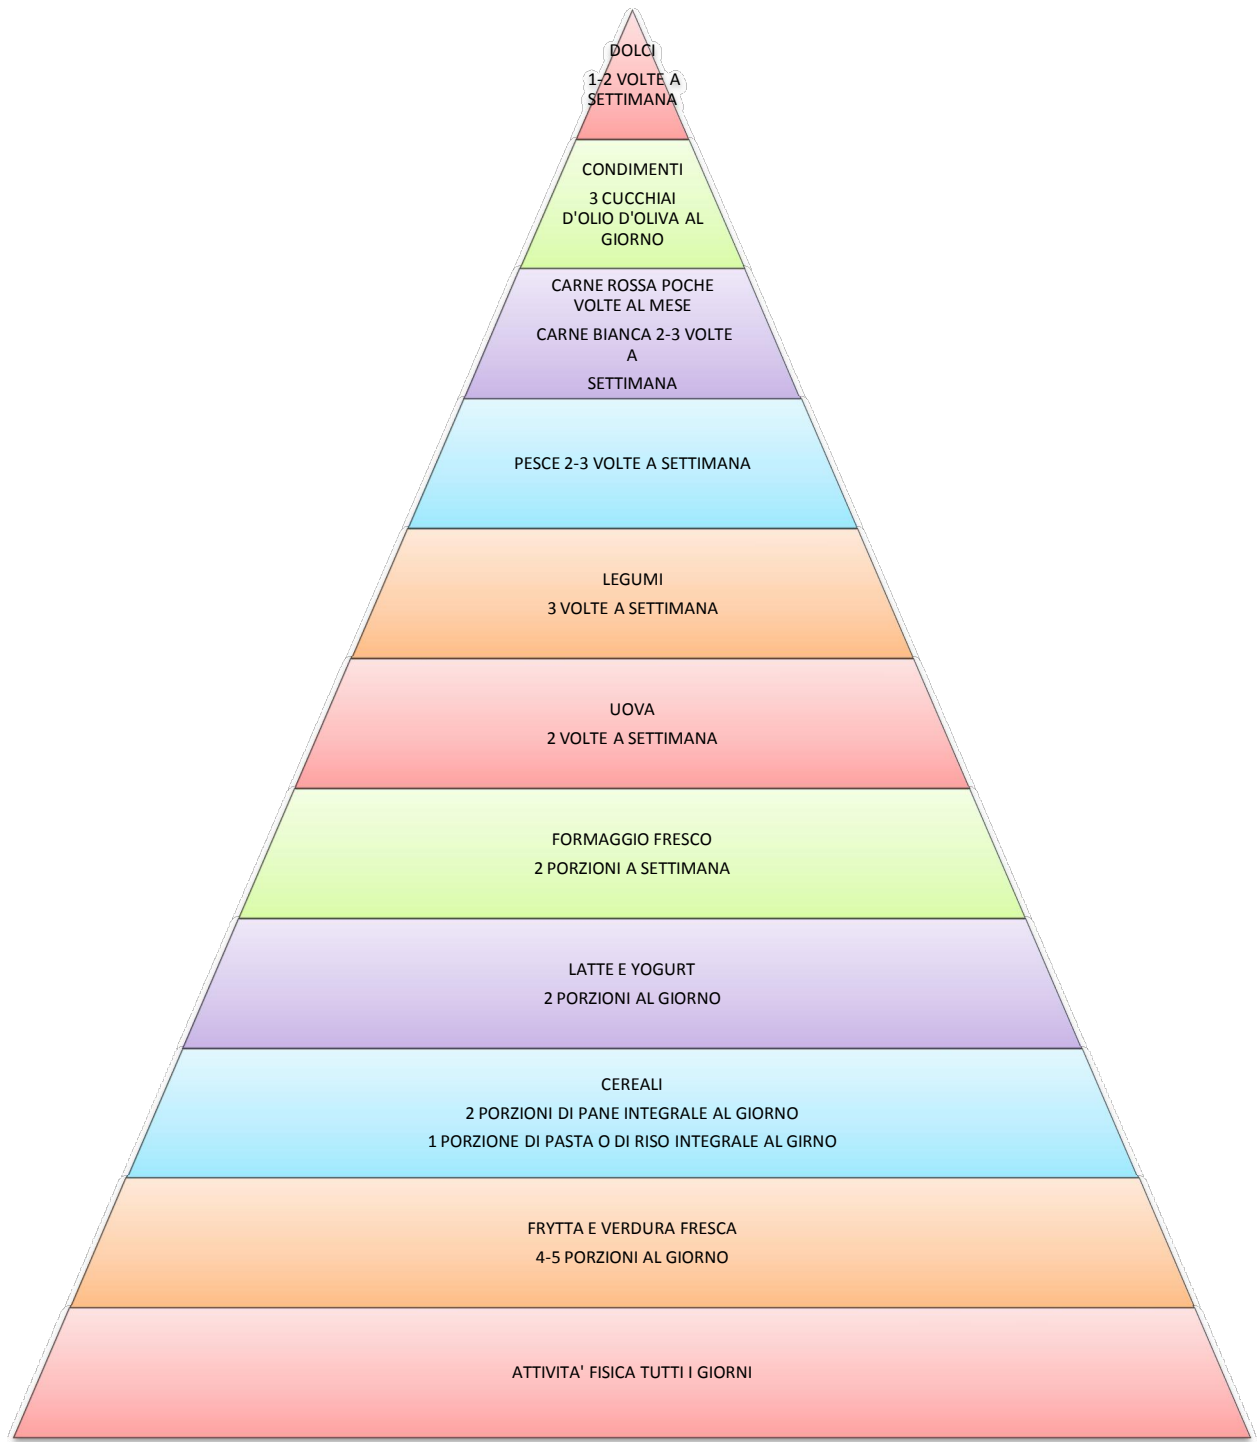 DOLCI
1-2 VOLTE A
SETTIMANA
CONDIMENTI
3 CUCCHIAI
D'OLIO D'OLIVA AL
GIORNO
CARNE ROSSA POCHE
VOLTE AL MESE
CARNE BIANCA 2-3 VOLTE
A
SETTIMANA
PESCE 2-3 VOLTE A SETTIMANA
LEGUMI
3 VOLTE A SETTIMANA
UOVA
2 VOLTE A SETTIMANA
FORMAGGIO FRESCO
2 PORZIONI A SETTIMANA
LATTE E YOGURT
2 PORZIONI AL GIORNO
CEREALI
2 PORZIONI DI PANE INTEGRALE AL GIORNO
1 PORZIONE DI PASTA O DI RISO INTEGRALE AL GIRNO
FRYTTA E VERDURA FRESCA
4-5 PORZIONI AL GIORNO
ATTIVITA' FISICA TUTTI I GIORNI